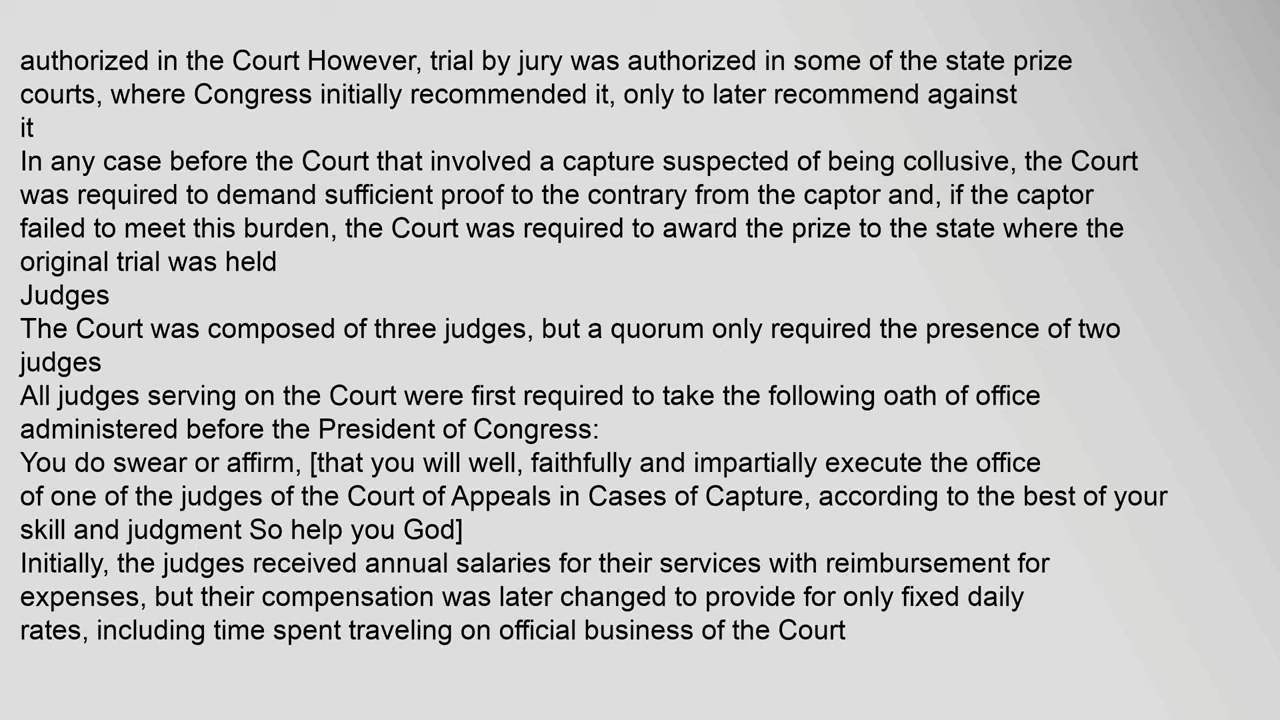 authorized in the Court However, trial by jury was authorized in some of the state prize
courts, where Congress initially recommended it, only to later recommend against
it
In any case before the Court that involved a capture suspected of being collusive, the Court
was required to demand sufficient proof to the contrary from the captor and, if the captor
failed to meet this burden, the Court was required to award the prize to the state where the
original trial was held
Judges
The Court was composed of three judges, but a quorum only required the presence of two
judges
All judges serving on the Court were first required to take the following oath of office
administered before the President of Congress:
You do swear or affirm, [that you will well, faithfully and impartially execute the office
of one of the judges of the Court of Appeals in Cases of Capture, according to the best of your
skill and judgment So help you God]
Initially, the judges received annual salaries for their services with reimbursement for
expenses, but their compensation was later changed to provide for only fixed daily
rates, including time spent traveling on official business of the Court